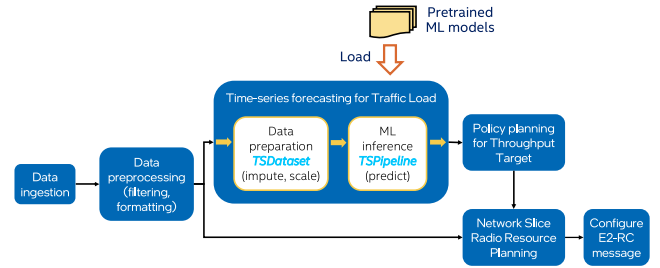 Pretrained
ML models
Load
Time-series forecasting for Traffic Load
Data
preparation
TSDataset
(impute, scale)
ML
inference
TSPipeline
(predict)
Policy planning
for Throughput
Target
Data
ingestion
Data
preprocessing
(filtering,
formatting)
Network Slice
Radio Resource
Planning
Configure
E2-RC
message